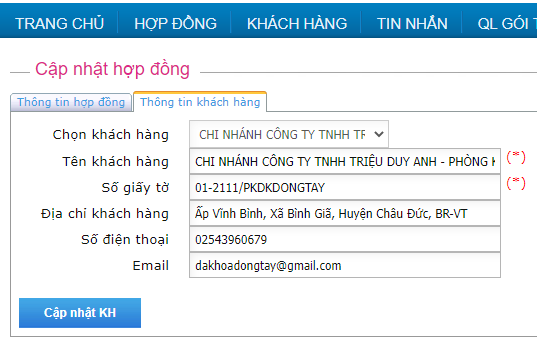 TRANG CHỦ HỢP ĐỒNG KHÁCH HÀNG TIN NHẮN QL GÓI
Cập nhật hợp đồng
Thông tin hợp đồng Thông tin khách hàng
Chọn khách hàng CHI NHÁNH CÔNG TY TNHH
Tên khách hàng CHI NHÁNH CÔNG TY TNHH TRIỆU DUY ANH - PHÒNG (*)
Số giấy tờ 01-2111/PKDKDONGTAY (*)
Địa chỉ khách hàng Ấp Vĩnh Bình, Xã Bình Giã, Huyện Châu Đức, BR-VT
Số điện thoại 02543960679
Email dakhoadongtay@gmail.com
Cập nhật KH